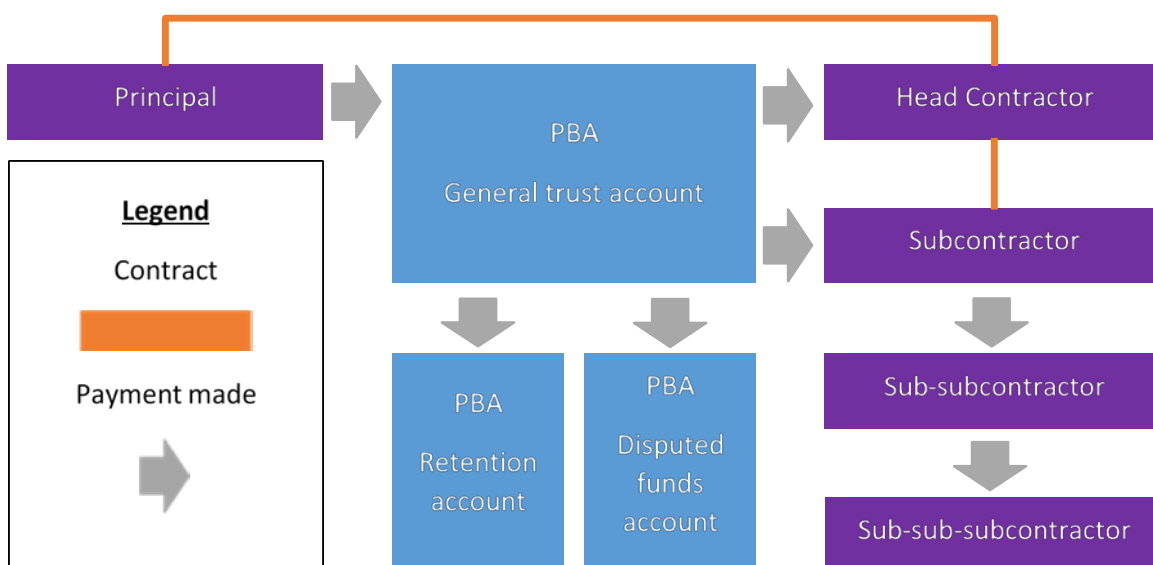 Principal
PBA
General trust account
Head Contractor
Legend
Contract
Payment made
Subcontractor
PBA
Retention
account
PBA
Disputed
funds
account
Sub-subcontractor
Sub-sub-subcontractor